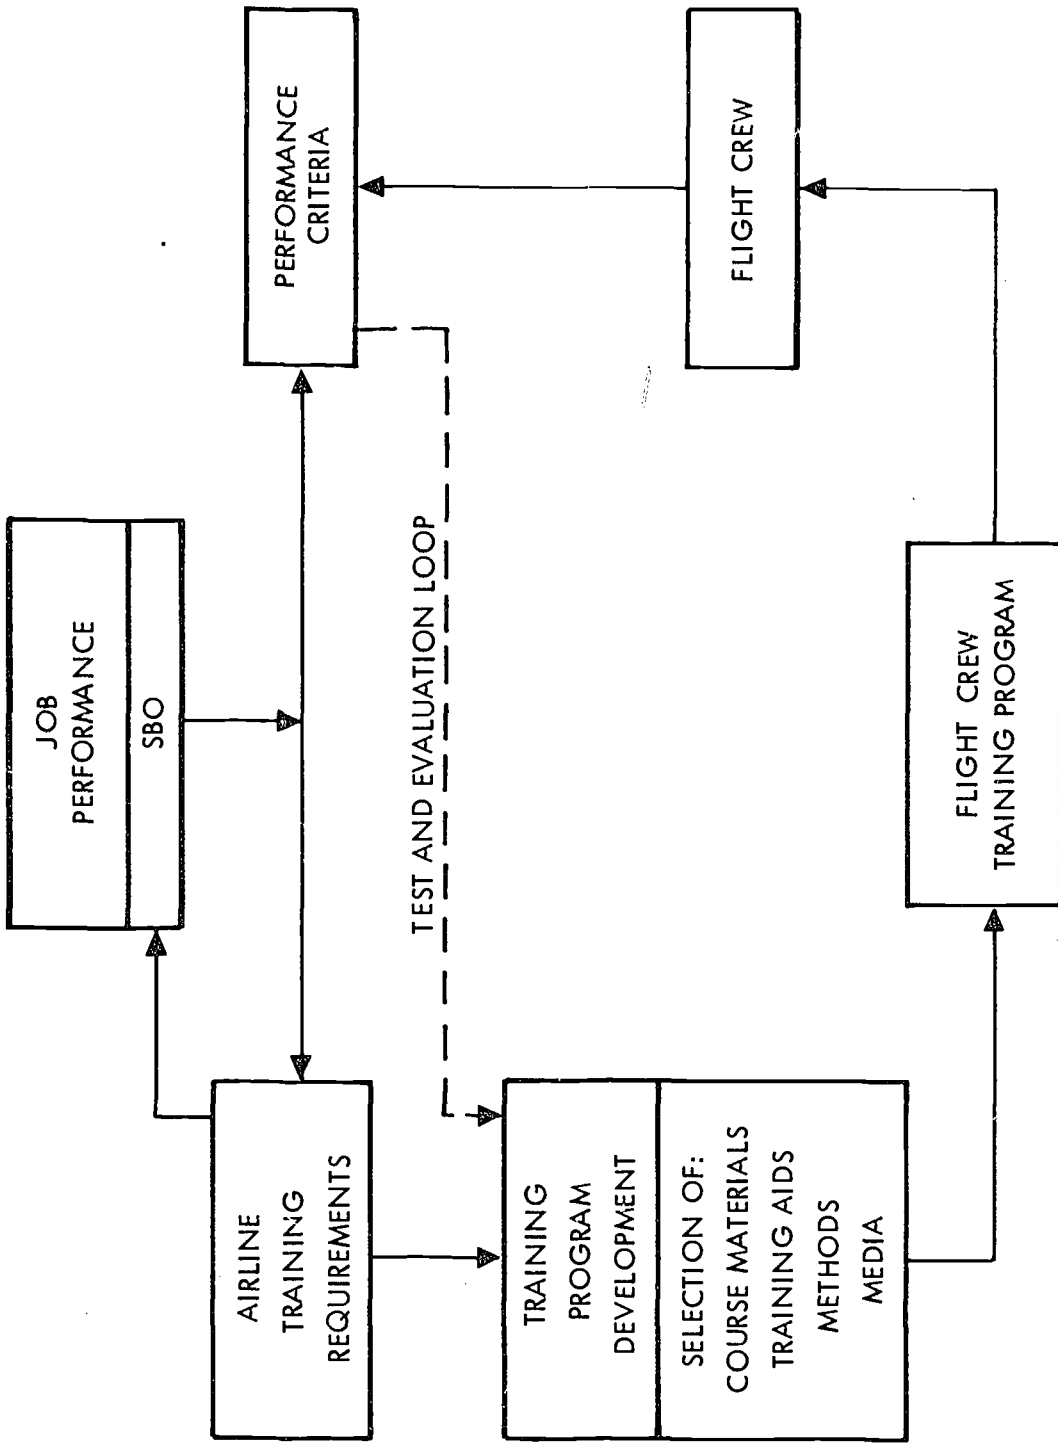 JOB
PERFORMANCE
SBO
AIRLINE
TRAINING
REQUIREMENTS
PERFORMANCE
CRITERIA
TEST AND EVALUATION LOOP
TRAINING
PROGRAM
DEVELOPMENT
SELECTION OF:
COURSE MATERIALS
TRAINING AIDS
METHODS
MEDIA
FLIGHT CREW
FLIGHT CREW
TRAINING PROGRAM